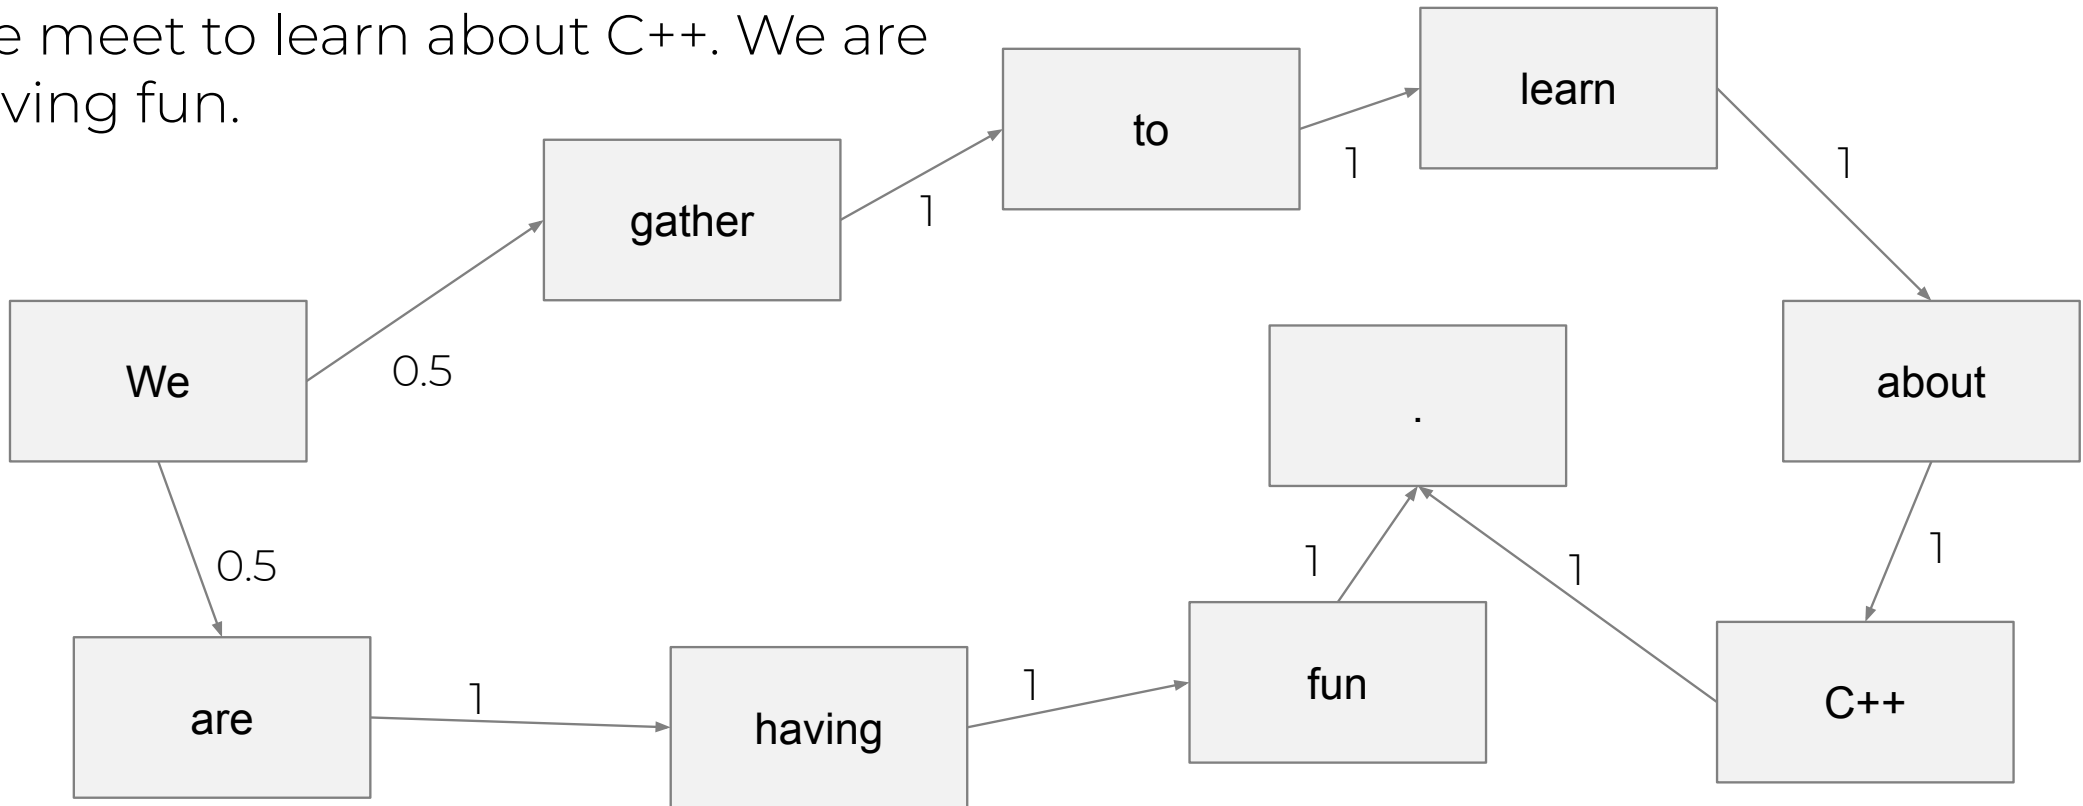 e meet to learn about C++. We are
ving fun.
learn
to
1
1
gather
1
We
0.5
about
.
0.5
1
1
1
fun
1
1
are
having
C++